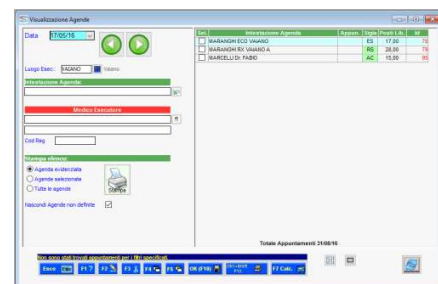 Visualizzazione Agende
Data 17/05/16
Luogo Esec.: VAIANO Vaiano
Intestazione Agenda:
Medico Esecutore
Cod Reg
Stampa elenco:
Agenda evidenziata
Agende selezionate
Tutte le agende
Stampa
Nascondi Agende non definite
Sel. Intestazione Agenda Appun. Sigla Posti Lib. Id
MARANGHI ECO VAIANO ES 17,00
MARANGHI RX VAIANO A RS 28,00
MARCELLI Dr. FABIO AC 15,00
Totale Appuntamenti 31/08/16
Non sono stati trovati appuntamenti per i filtri specificati.
Esco F1 ? F2 F3 F4 F5 OK (F10) F7 Calc.